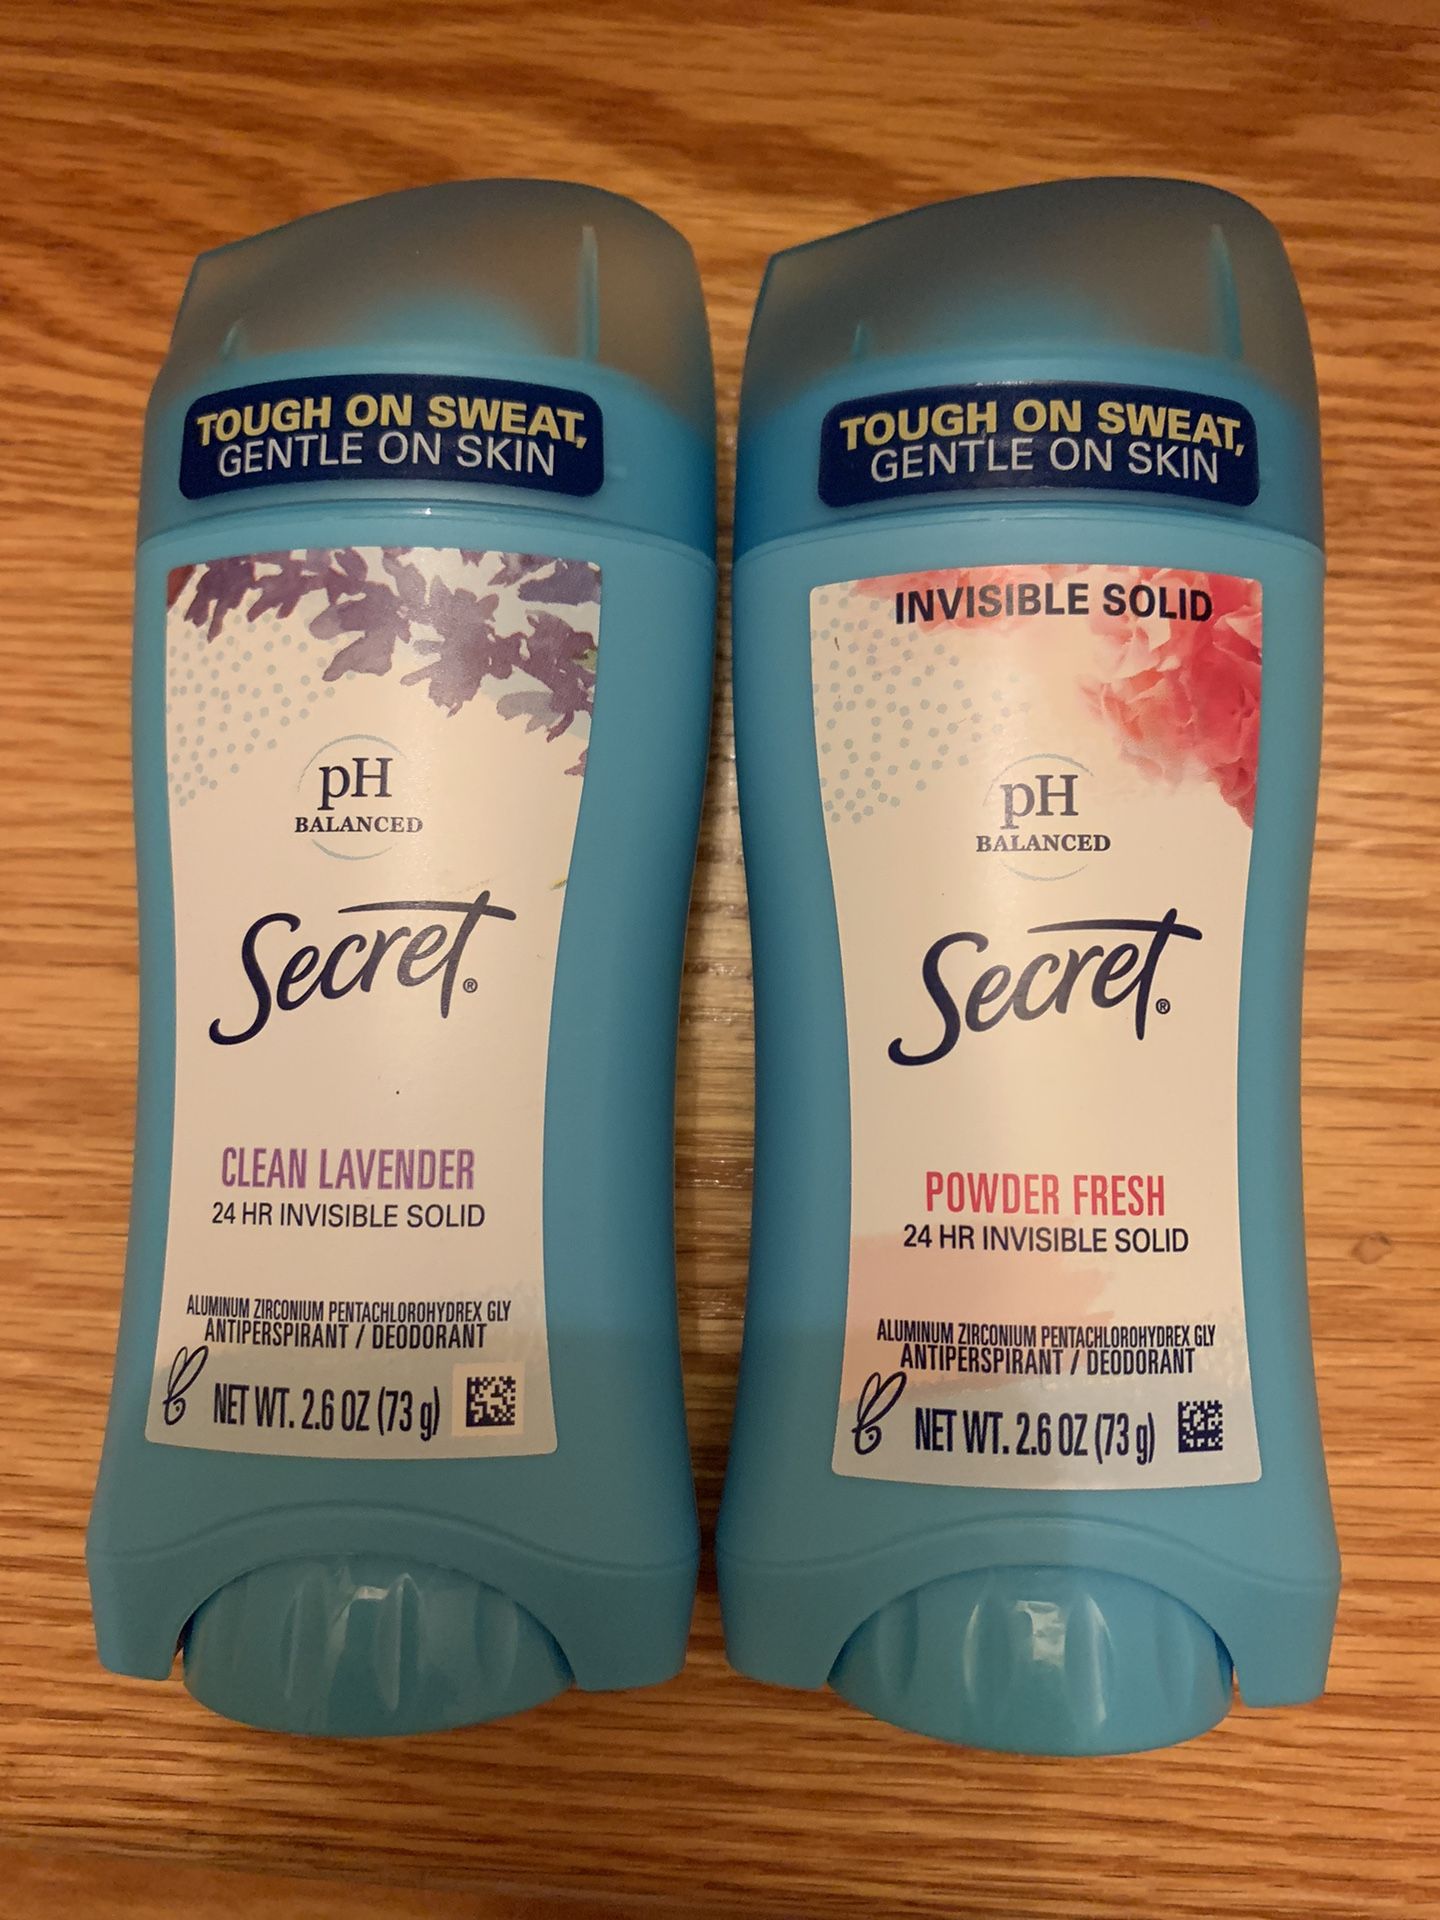 TOUGH ON SWEAT,
GENTLE ON SKIN
pH
BALANCED
Secret®
CLEAN LAVENDER
24 HR INVISIBLE SOLID
ALUMINUM ZIRCONIUM PENTACHLOROHYDREX GLY
ANTIPERSPIRANT / DEODORANT
NET WT. 2.6 OZ (73 g)
TOUGH ON SWEAT,
GENTLE ON SKIN
INVISIBLE SOLID
pH
BALANCED
Secret®
POWDER FRESH
24 HR INVISIBLE SOLID
ALUMINUM ZIRCONIUM PENTACHLOROHYDREX GLY
ANTIPERSPIRANT / DEODORANT
NET WT. 2.6 OZ (73 g)